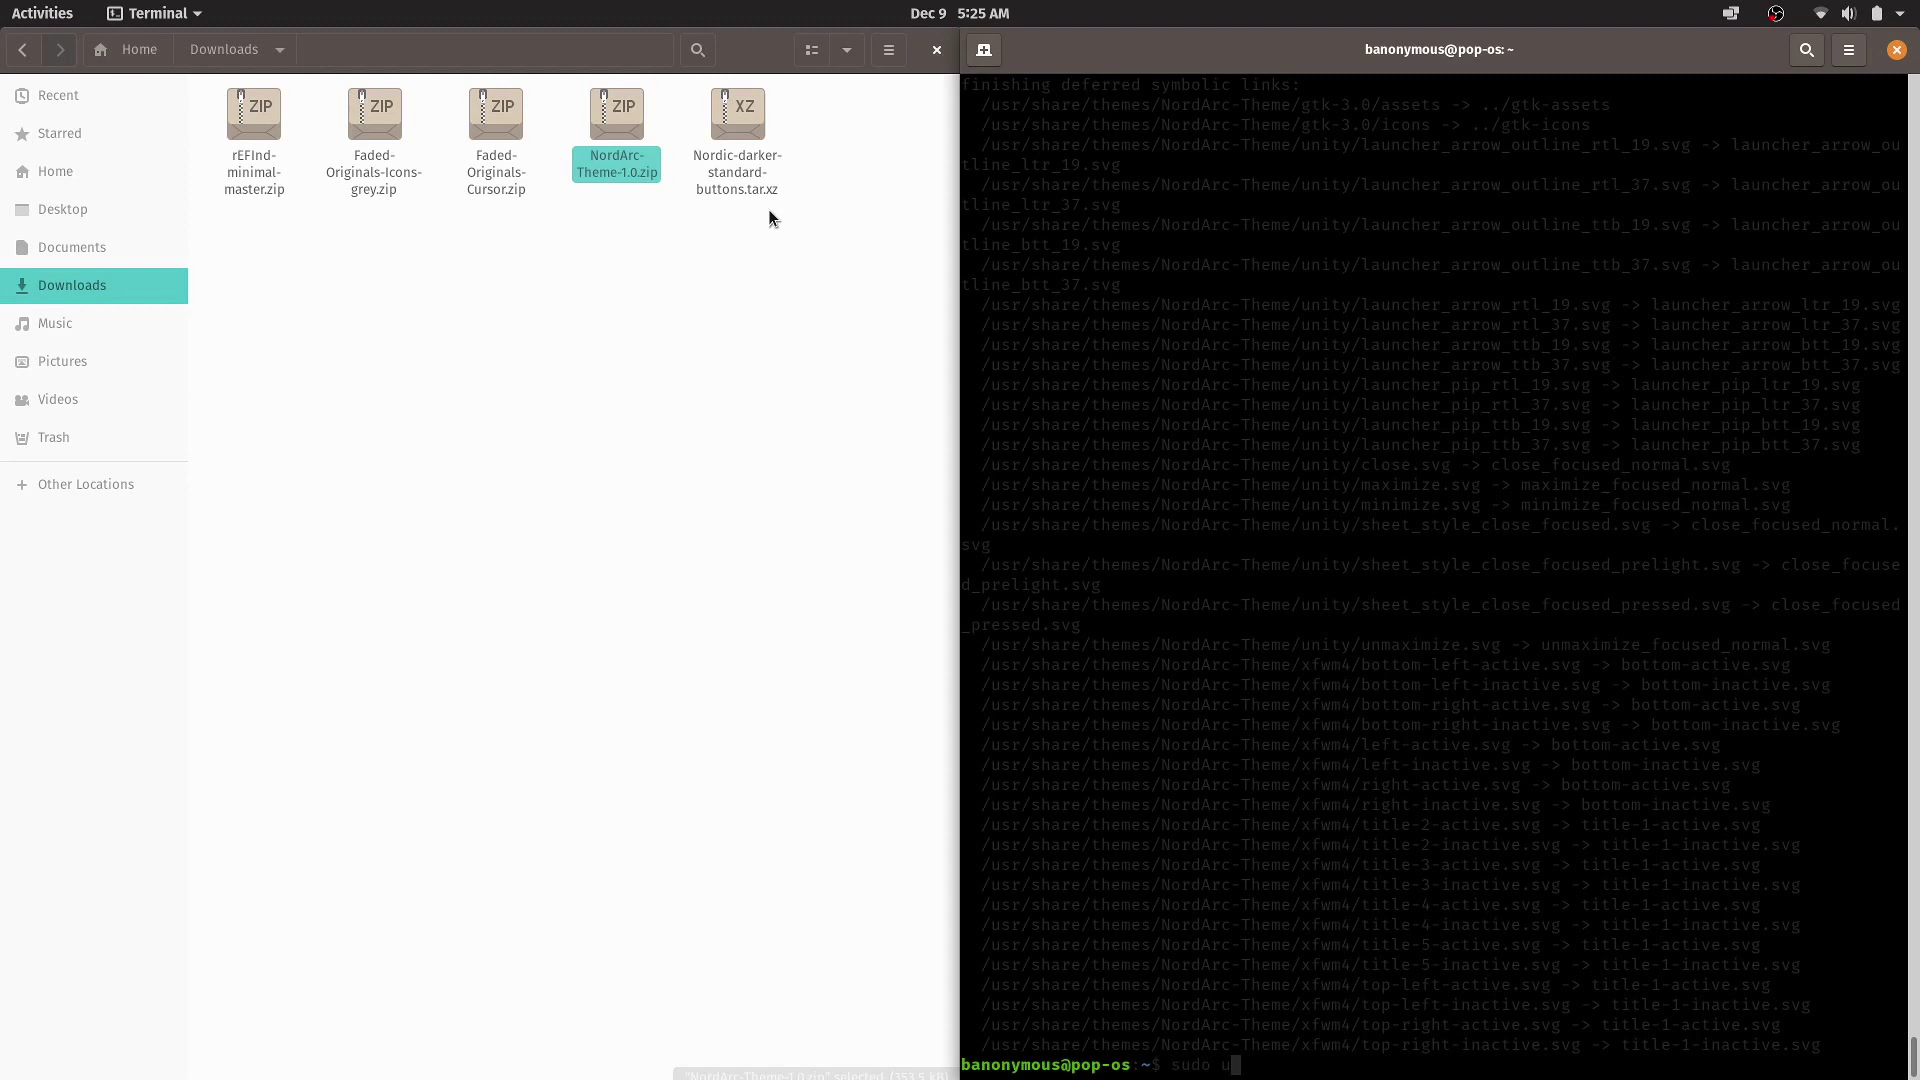 Activities
Terminal
Dec 9 5:25 AM
Home
Downloads
banonymous@pop-os: ~
Recent
Starred
Home
Desktop
Documents
Downloads
Music
Pictures
Videos
Trash
Other Locations
ZIP
rEFInd-
minimal-
master.zip
ZIP
Faded-
Originals-Icons-
grey.zip
ZIP
Faded-
Originals-
Cursor.zip
ZIP
NordArc-
Theme-1.0.zip
XZ
Nordic-darker-
standard-
buttons.tar.xz
"NordArc-Theme-1.0.zip" selected (353.5 kB)
finishing deferred symbolic links:
/usr/share/themes/NordArc-Theme/gtk-3.0/assets -> ../gtk-assets
/usr/share/themes/NordArc-Theme/gtk-3.0/icons -> ../gtk-icons
/usr/share/themes/NordArc-Theme/unity/launcher_arrow_outline_rtl_19.svg -> launcher_arrow_ou
tline_ltr_19.svg
/usr/share/themes/NordArc-Theme/unity/launcher_arrow_outline_rtl_37.svg -> launcher_arrow_ou
tline_ltr_37.svg
/usr/share/themes/NordArc-Theme/unity/launcher_arrow_outline_ttb_19.svg -> launcher_arrow_ou
tline_btt_19.svg
/usr/share/themes/NordArc-Theme/unity/launcher_arrow_outline_ttb_37.svg -> launcher_arrow_ou
tline_btt_37.svg
/usr/share/themes/NordArc-Theme/unity/launcher_arrow_rtl_19.svg -> launcher_arrow_ltr_19.svg
/usr/share/themes/NordArc-Theme/unity/launcher_arrow_rtl_37.svg -> launcher_arrow_ltr_37.svg
/usr/share/themes/NordArc-Theme/unity/launcher_arrow_ttb_19.svg -> launcher_arrow_btt_19.svg
/usr/share/themes/NordArc-Theme/unity/launcher_arrow_ttb_37.svg -> launcher_arrow_btt_37.svg
/usr/share/themes/NordArc-Theme/unity/launcher_pip_rtl_19.svg -> launcher_pip_ltr_19.svg
/usr/share/themes/NordArc-Theme/unity/launcher_pip_rtl_37.svg -> launcher_pip_ltr_37.svg
/usr/share/themes/NordArc-Theme/unity/launcher_pip_ttb_19.svg -> launcher_pip_btt_19.svg
/usr/share/themes/NordArc-Theme/unity/launcher_pip_ttb_37.svg -> launcher_pip_btt_37.svg
/usr/share/themes/NordArc-Theme/unity/close.svg -> close_focused_normal.svg
/usr/share/themes/NordArc-Theme/unity/maximize.svg -> maximize_focused_normal.svg
/usr/share/themes/NordArc-Theme/unity/minimize.svg -> minimize_focused_normal.svg
/usr/share/themes/NordArc-Theme/unity/sheet_style_close_focused.svg -> close_focused_normal.
svg
/usr/share/themes/NordArc-Theme/unity/sheet_style_close_focused_prelight.svg -> close_focuse
d_prelight.svg
/usr/share/themes/NordArc-Theme/unity/sheet_style_close_focused_pressed.svg -> close_focused
_pressed.svg
/usr/share/themes/NordArc-Theme/unity/unmaximize.svg -> unmaximize_focused_normal.svg
/usr/share/themes/NordArc-Theme/xfwm4/bottom-left-active.svg -> bottom-active.svg
/usr/share/themes/NordArc-Theme/xfwm4/bottom-left-inactive.svg -> bottom-inactive.svg
/usr/share/themes/NordArc-Theme/xfwm4/bottom-right-active.svg -> bottom-active.svg
/usr/share/themes/NordArc-Theme/xfwm4/bottom-right-inactive.svg -> bottom-inactive.svg
/usr/share/themes/NordArc-Theme/xfwm4/left-active.svg -> bottom-active.svg
/usr/share/themes/NordArc-Theme/xfwm4/left-inactive.svg -> bottom-inactive.svg
/usr/share/themes/NordArc-Theme/xfwm4/right-active.svg -> bottom-active.svg
/usr/share/themes/NordArc-Theme/xfwm4/right-inactive.svg -> bottom-inactive.svg
/usr/share/themes/NordArc-Theme/xfwm4/title-2-active.svg -> title-1-active.svg
/usr/share/themes/NordArc-Theme/xfwm4/title-2-inactive.svg -> title-1-inactive.svg
/usr/share/themes/NordArc-Theme/xfwm4/title-3-active.svg -> title-1-active.svg
/usr/share/themes/NordArc-Theme/xfwm4/title-3-inactive.svg -> title-1-inactive.svg
/usr/share/themes/NordArc-Theme/xfwm4/title-4-active.svg -> title-1-active.svg
/usr/share/themes/NordArc-Theme/xfwm4/title-4-inactive.svg -> title-1-inactive.svg
/usr/share/themes/NordArc-Theme/xfwm4/title-5-active.svg -> title-1-active.svg
/usr/share/themes/NordArc-Theme/xfwm4/title-5-inactive.svg -> title-1-inactive.svg
/usr/share/themes/NordArc-Theme/xfwm4/top-left-active.svg -> title-1-active.svg
/usr/share/themes/NordArc-Theme/xfwm4/top-left-inactive.svg -> title-1-inactive.svg
/usr/share/themes/NordArc-Theme/xfwm4/top-right-active.svg -> title-1-active.svg
/usr/share/themes/NordArc-Theme/xfwm4/top-right-inactive.svg -> title-1-inactive.svg
banonymous@pop-os:~$ sudo u